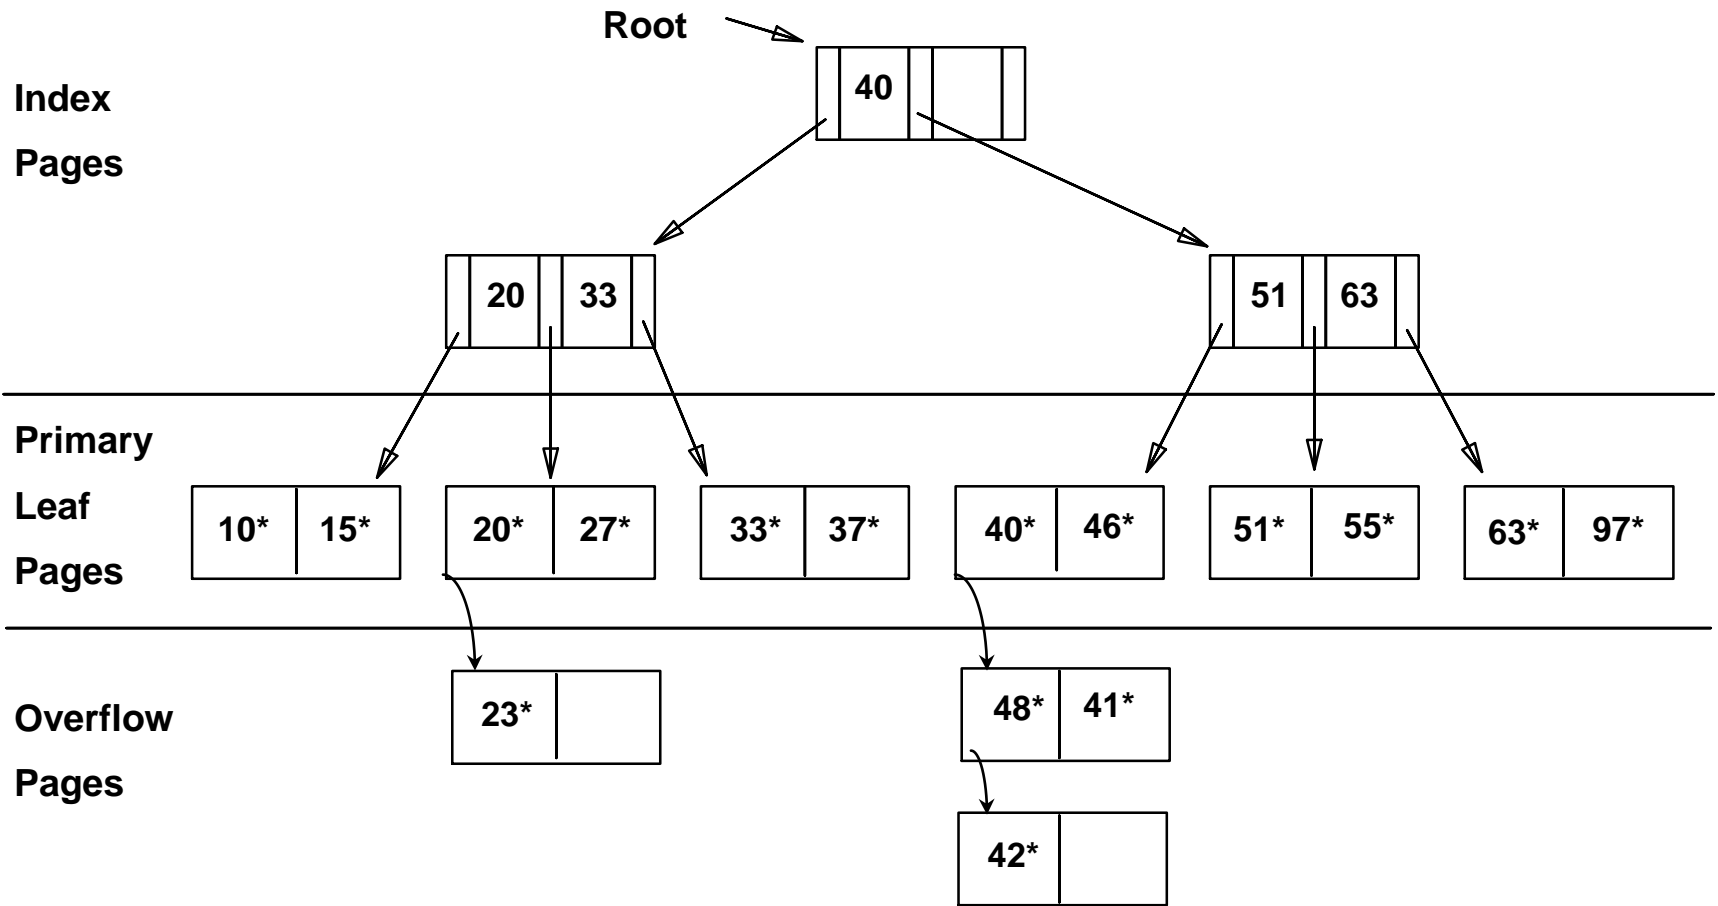 Root
Index
Pages
40
20 33 51 63
Primary
Leaf
Pages
10* 15* 20* 27* 33* 37* 40* 46* 51* 55* 63* 97*
Overflow
Pages
23* 48* 41*
42*